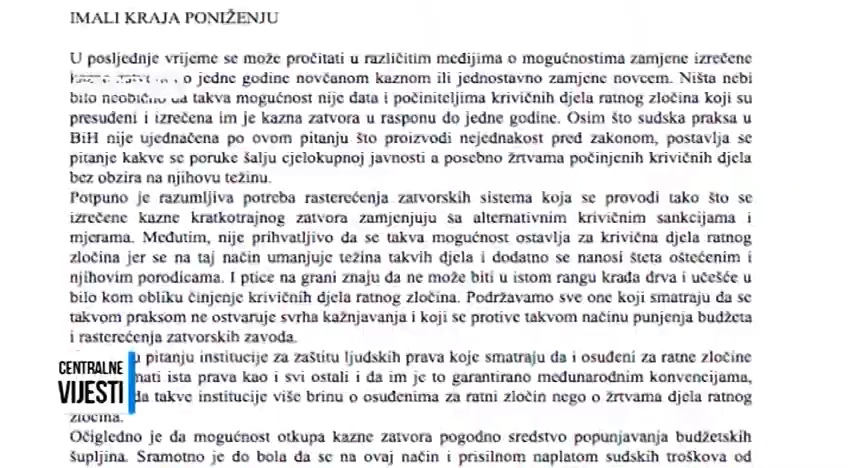 IMALI KRAJA PONIŽENJU
U posljednje vrijeme se može pročitati u različitim medijima o mogućnostima zamjene izrečene
o jedne godine novčanom kaznom ili jednostavno zamjene novcem. Ništa nebi
bilo neobično da takva mogućnost nije data i počiniteljima krivičnih djela ratnog zločina koji su
presuđeni i izrečena im je kazna zatvora u rasponu do jedne godine. Osim što sudska praksa u
BiH nije ujednačena po ovom pitanju što proizvodi nejednakost pred zakonom, postavlja se
pitanje kakve se poruke šalju cjelokupnoj javnosti a posebno žrtvama počinjenih krivičnih djela
bez obzira na njihovu težinu.
Potpuno je razumljiva potreba rasterećenja zatvorskih sistema koja se provodi tako što se
izrečene kazne kratkotrajnog zatvora zamjenjuju sa alternativnim krivičnim sankcijama i
mjerama. Međutim, nije prihvatljivo da se takva mogućnost ostavlja za krivična djela ratnog
zločina jer se na taj način umanjuje težina takvih djela i dodatno se nanosi šteta oštećenim i
njihovim porodicama. I ptice na grani znaju da ne može biti u istom rangu krađa drva i učešće u
bilo kom obliku činjenje krivičnih djela ratnog zločina. Podržavamo sve one koji smatraju da se
takvom praksom ne ostvaruje svrha kažnjavanja i koji se protive takvom načinu punjenja budžeta
i rasterećenja zatvorskih zavoda.
u pitanju institucije za zaštitu ljudskih prava koje smatraju da i osuđeni za ratne zločine
ista prava kao i svi ostali i da im je to garantirano međunarodnim konvencijama,
da takve institucije više brinu o osuđenima za ratni zločin nego o žrtvama djela ratnog
zločina.
Očigledno je da mogućnost otkupa kazne zatvora pogodno sredstvo popunjavanja budžetskih
šupljina. Sramotno je do bola da se na ovaj način i prisilnom naplatom sudskih troškova od
CENTRALNE
VIJESTI